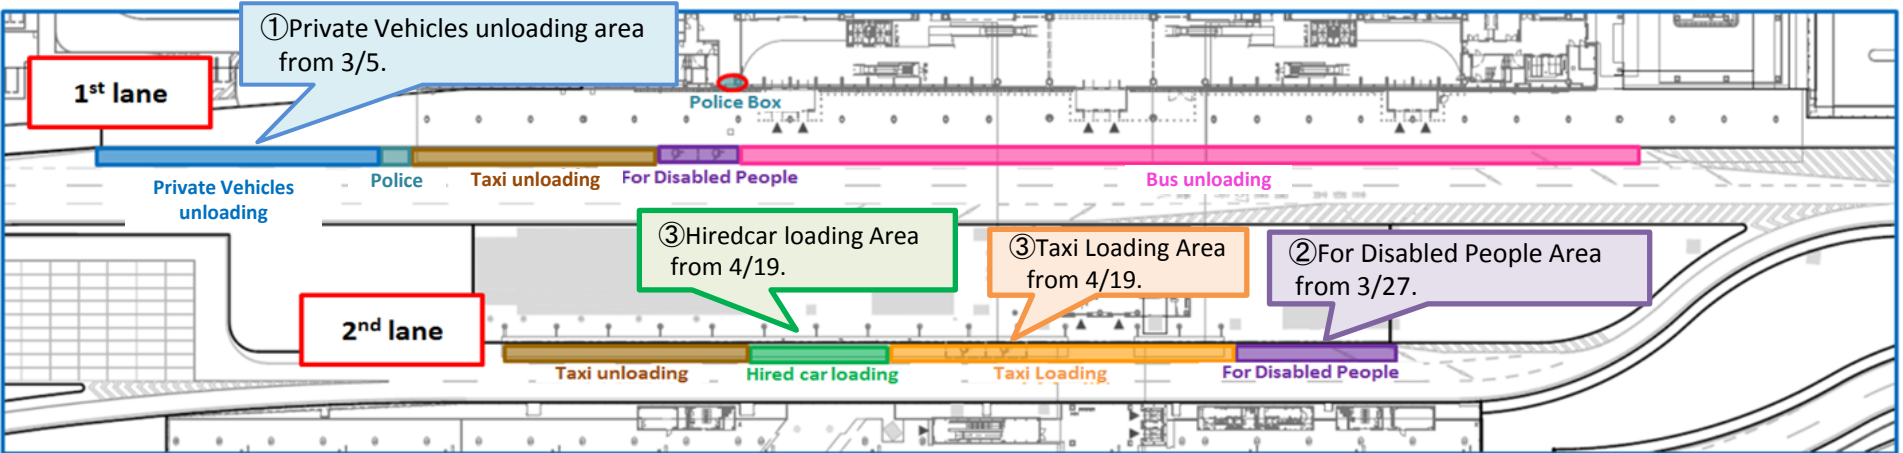 ①Private Vehicles unloading area
from 3/5.
1st lane
Police Box
Private Vehicles
unloading
Police
Taxi unloading
For Disabled People
Bus unloading
③Hiredcar loading Area
from 4/19.
③Taxi Loading Area
from 4/19.
②For Disabled People Area
from 3/27.
2nd lane
Taxi unloading
Hired car loading
Taxi Loading
For Disabled People